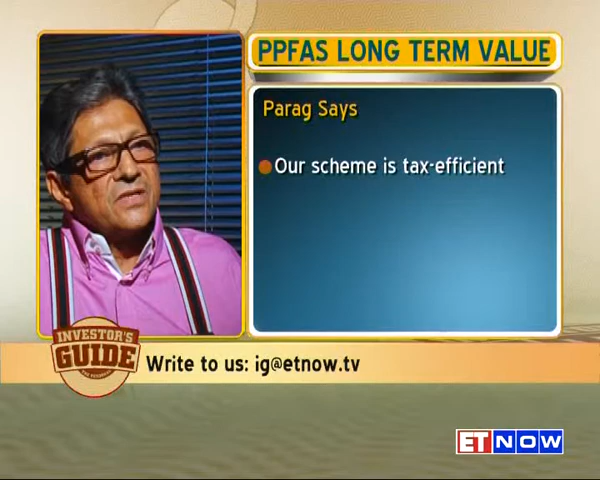 PPFAS LONG TERM VALUE
Parag Says
Our scheme is tax-efficient
INVESTOR'S
GUIDE
Write to us: ig@etnow.tv
ET NOW